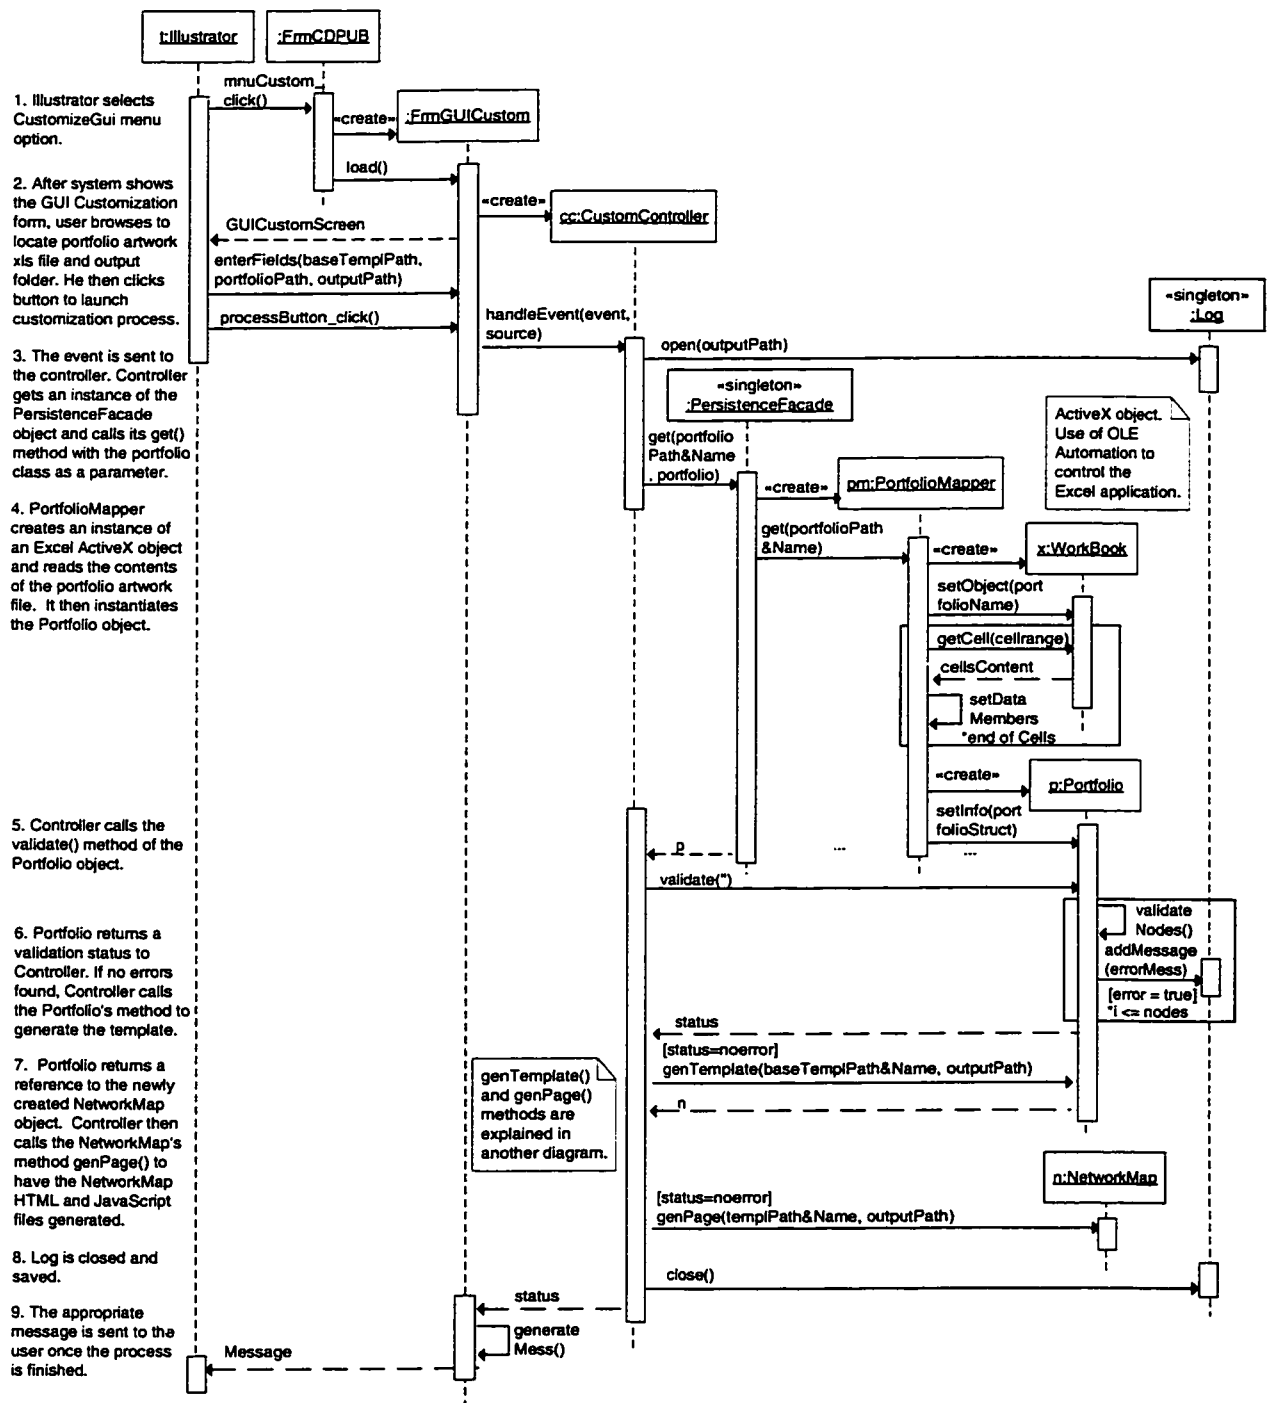 t:Illustrator
:FrmCDPUB
mnuCustom_
click()
1. Illustrator selects
CustomizeGui menu
option.
«create»
:FrmGUICustom
load()
2. After system shows
the GUI Customization
form, user browses to
locate portfolio artwork
xls file and output
folder. He then clicks
button to launch
customization process.
«create»
cc:CustomController
GUICustomScreen
enterFields(baseTemplPath,
portfolioPath, outputPath)
processButton_click()
handleEvent(event,
source)
«singleton»
:Log
open(outputPath)
3. The event is sent to
the controller. Controller
gets an instance of the
PersistenceFacade
object and calls its get()
method with the portfolio
class as a parameter.
«singleton»
:PersistenceFacade
ActiveX object.
Use of OLE
Automation to
control the
Excel application.
get(portfolio
Path&Name
, portfolio)
«create»
pm:PortfolioMapper
4. PortfolioMapper
creates an instance of
an Excel ActiveX object
and reads the contents
of the portfolio artwork
file. It then instantiates
the Portfolio object.
get(portfolioPath
&Name)
«create»
x:WorkBook
setObject(port
folioName)
getCell(cellrange)
cellsContent
setData
Members
*end of Cells
«create»
p:Portfolio
setInfo(port
folioStruct)
5. Controller calls the
validate() method of the
Portfolio object.
p
...
...
validate('')
validate
Nodes()
addMessage
(errorMess)
[error = true]
*i <= nodes
6. Portfolio returns a
validation status to
Controller. If no errors
found, Controller calls
the Portfolio's method to
generate the template.
status
[status=noerror]
genTemplate(baseTemplPath&Name, outputPath)
n
genTemplate()
and genPage()
methods are
explained in
another diagram.
7. Portfolio returns a
reference to the newly
created NetworkMap
object. Controller then
calls the NetworkMap's
method genPage() to
have the NetworkMap
HTML and JavaScript
files generated.
n:NetworkMap
[status=noerror]
genPage(templPath&Name, outputPath)
8. Log is closed and
saved.
close()
status
9. The appropriate
message is sent to the
user once the process
is finished.
generate
Mess()
Message